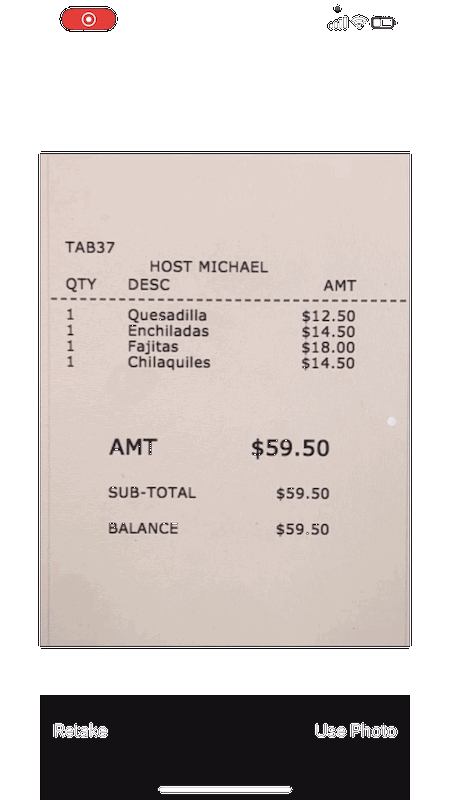 TAB37
HOST MICHAEL
QTY DESC AMT
1 Quesadilla $12.50
1 Enchiladas $14.50
1 Fajitas $18.00
1 Chilaquiles $14.50
AMT $59.50
SUB-TOTAL $59.50
BALANCE $59.50
Retake Use Photo